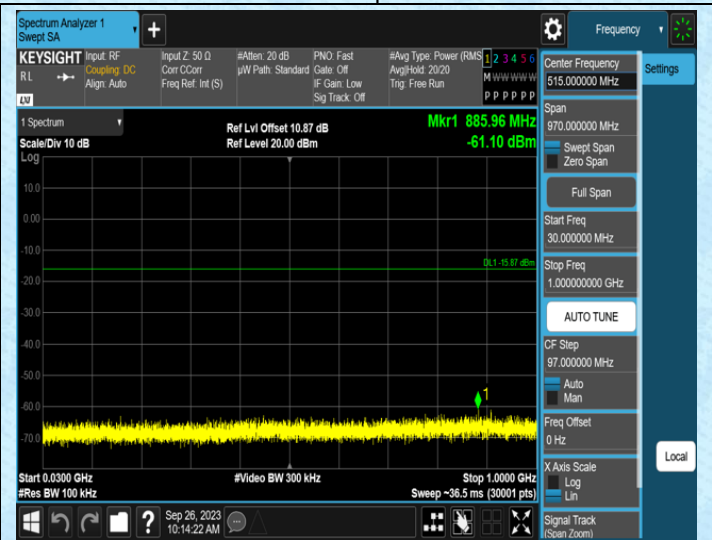 Spectrum Analyzer 1
Swept SA
Frequency
KEYSIGHT
RL
LXI
Input: RF
Coupling: DC
Align: Auto
Input Z: 50 Ω
Corr CCorr
Freq Ref: Int (S)
#Atten: 20 dB
µW Path: Standard
PNO: Fast
Gate: Off
IF Gain: Low
Sig Track: Off
#Avg Type: Power (RMS
Avg|Hold: 20/20
Trig: Free Run
1 2 3 4 5 6
M W W W W W
P P P P P P
Center Frequency
515.000000 MHz
Settings
Span
970.000000 MHz
Swept Span
Zero Span
Full Span
Start Freq
30.000000 MHz
Stop Freq
1.000000000 GHz
AUTO TUNE
CF Step
97.000000 MHz
Auto
Man
Freq Offset
0 Hz
X Axis Scale
Log
Lin
Signal Track
(Span Zoom)
Local
1 Spectrum
Scale/Div 10 dB
Log
Ref Lvl Offset 10.87 dB
Ref Level 20.00 dBm
Mkr1 885.96 MHz
-61.10 dBm
10.0
0.00
-10.0
DL1 -15.87 dBm
-20.0
-30.0
-40.0
-50.0
-60.0
1
-70.0
Start 0.0300 GHz
#Res BW 100 kHz
#Video BW 300 kHz
Stop 1.0000 GHz
Sweep ~36.5 ms (30001 pts)
?
Sep 26, 2023
10:14:22 AM